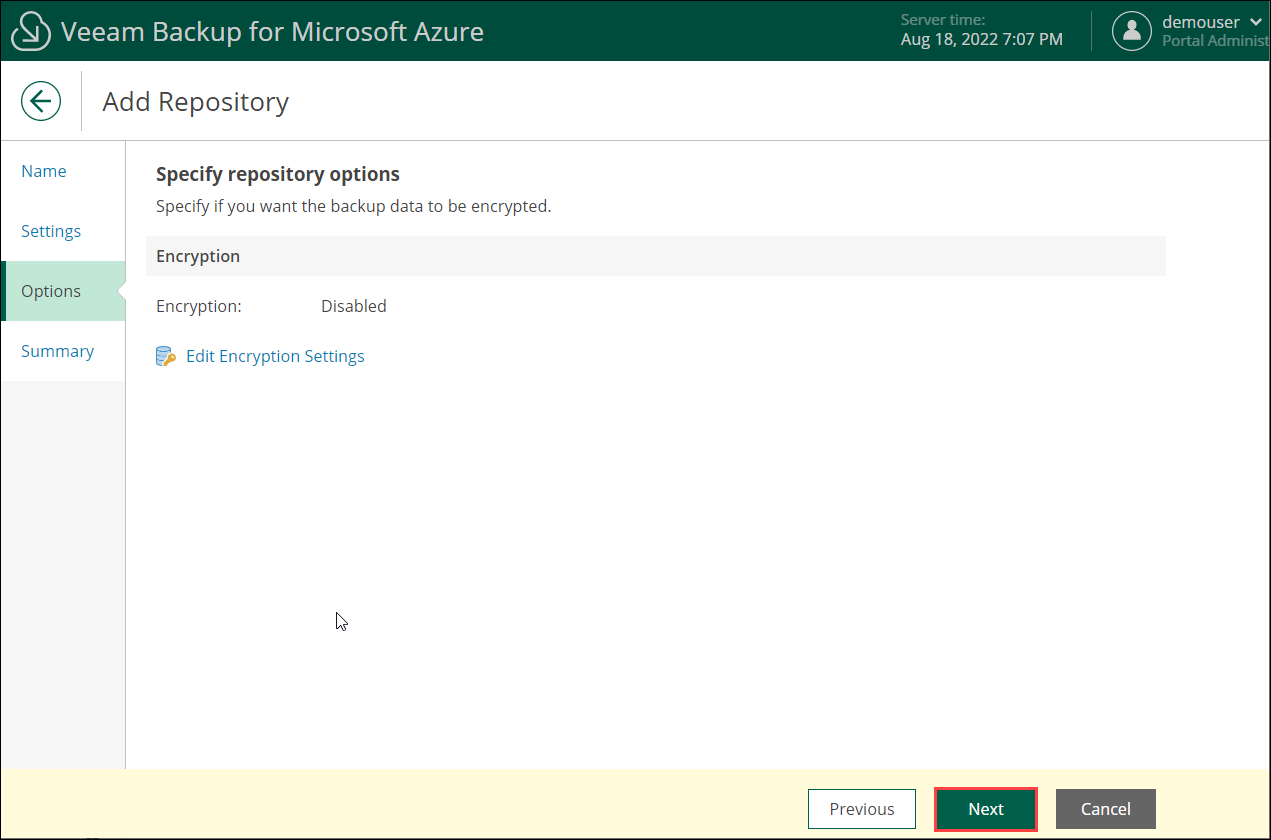 Veeam Backup for Microsoft Azure
Server time:
Aug 18, 2022 7:07 PM
demouser
Portal Administ
Add Repository
Name
Settings
Options
Summary
Specify repository options
Specify if you want the backup data to be encrypted.
Encryption
Encryption: Disabled
Edit Encryption Settings
Previous
Next
Cancel